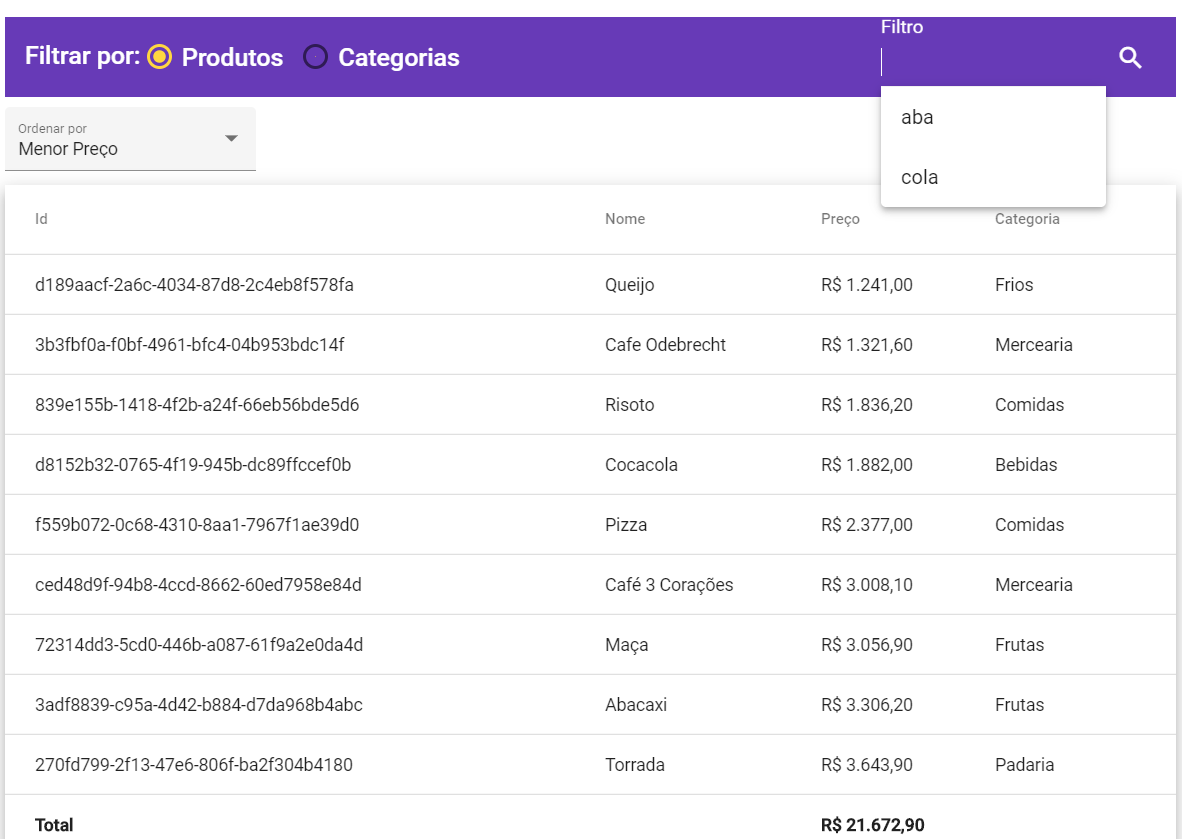 Filtrar por: Produtos Categorias
Filtro
aba
cola
Ordenar por
Menor Preço
Id Nome Preço Categoria
d189aacf-2a6c-4034-87d8-2c4eb8f578fa Queijo R$ 1.241,00 Frios
3b3fbf0a-f0bf-4961-bfc4-04b953bdc14f Cafe Odebrecht R$ 1.321,60 Mercearia
839e155b-1418-4f2b-a24f-66eb56bde5d6 Risoto R$ 1.836,20 Comidas
d8152b32-0765-4f19-945b-dc89ffccef0b Cocacola R$ 1.882,00 Bebidas
f559b072-0c68-4310-8aa1-7967f1ae39d0 Pizza R$ 2.377,00 Comidas
ced48d9f-94b8-4ccd-8662-60ed7958e84d Café 3 Corações R$ 3.008,10 Mercearia
72314dd3-5cd0-446b-a087-61f9a2e0da4d Maça R$ 3.056,90 Frutas
3adf8839-c95a-4d42-b884-d7da968b4abc Abacaxi R$ 3.306,20 Frutas
270fd799-2f13-47e6-806f-ba2f304b4180 Torrada R$ 3.643,90 Padaria
Total R$ 21.672,90